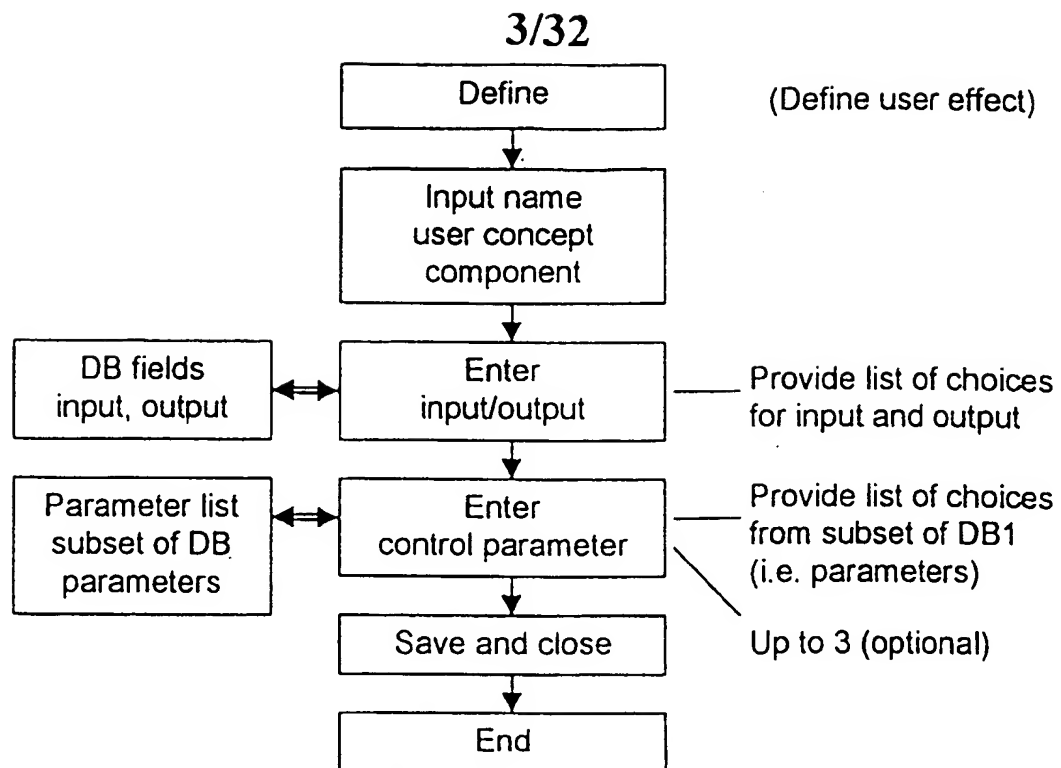 3/32
Define
(Define user effect)
Input name
user concept
component
DB fields
input, output
Enter
input/output
Provide list of choices
for input and output
Parameter list
subset of DB
parameters
Enter
control parameter
Provide list of choices
from subset of DB1
(i.e. parameters)
Up to 3 (optional)
Save and close
End